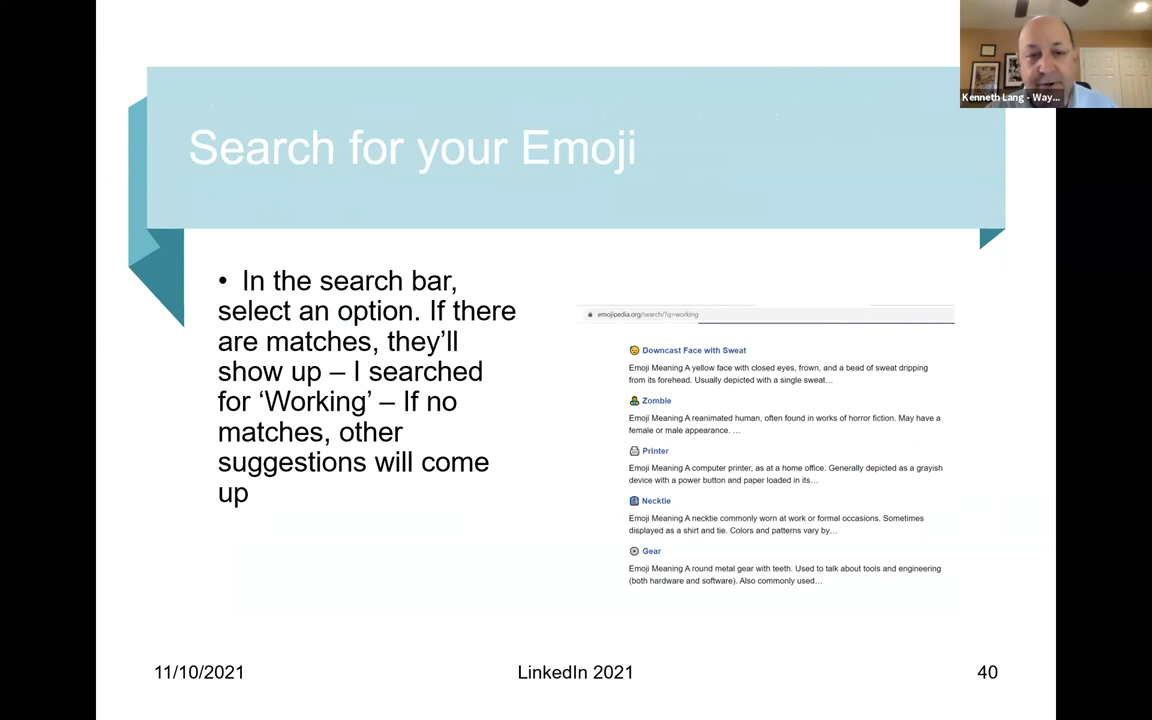 Kenneth Lang - Way...
Search for your Emoji
• In the search bar,
select an option. If there
are matches, they’ll
show up – I searched
for ‘Working’ – If no
matches, other
suggestions will come
up
emojipedia.org/search/?q=working
Downcast Face with Sweat
Emoji Meaning A yellow face with closed eyes, frown, and a bead of sweat dripping
from its forehead. Usually depicted with a single sweat…
Zombie
Emoji Meaning A reanimated human, often found in works of horror fiction. May have a
female or male appearance. …
Printer
Emoji Meaning A computer printer, as at a home office. Generally depicted as a grayish
device with a power button and paper loaded in its…
Necktie
Emoji Meaning A necktie commonly worn at work or formal occasions. Sometimes
displayed as a shirt and tie. Colors and patterns vary by…
Gear
Emoji Meaning A round metal gear with teeth. Used to talk about tools and engineering
(both hardware and software). Also commonly used…
11/10/2021
LinkedIn 2021
40